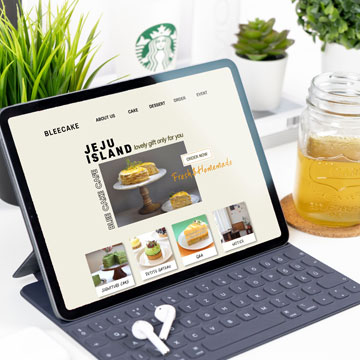 BLEECAKE
ABOUT US
CAKE
DESSERT
ORDER
EVENT
JEJU
ISLAND
lovely gift only for you
ORDER NOW
Fresh&Homemade
BLEE CAKE CAFE
SIGNATURE CAKE
Q&A
NOTICE